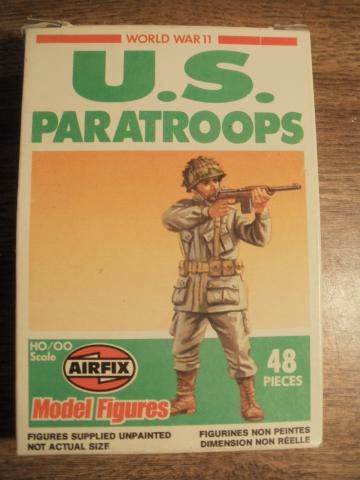 WORLD WAR 11
U.S.
PARATROOPS
HO/OO
Scale
AIRFIX
Model Figures
48
PIECES
FIGURES SUPPLIED UNPAINTED
NOT ACTUAL SIZE
FIGURINES NON PEINTES
DIMENSION NON RÉELLE